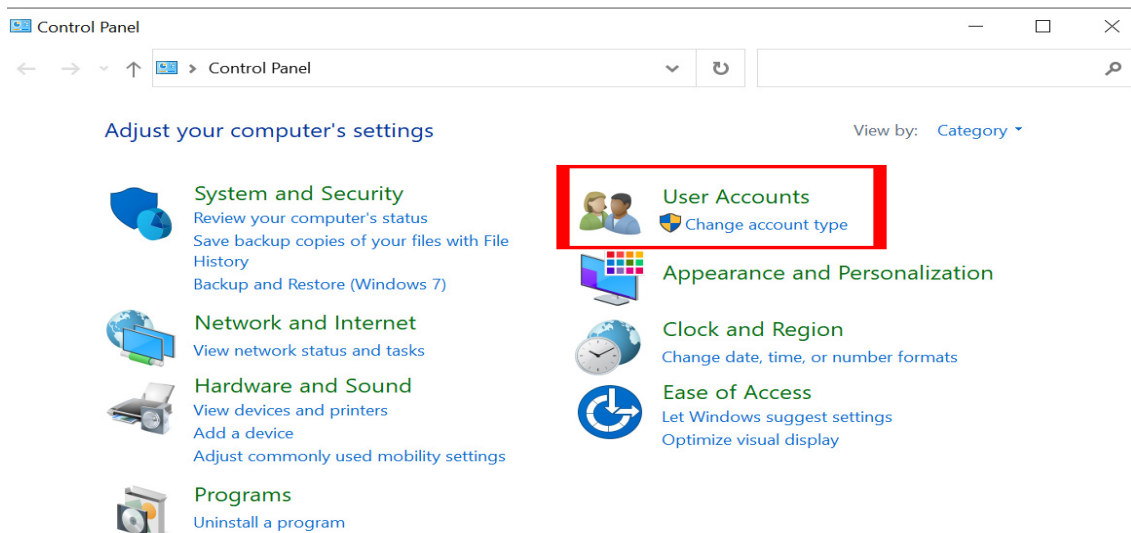 Control Panel
Control Panel
Adjust your computer's settings
View by: Category
System and Security
Review your computer's status
Save backup copies of your files with File
History
Backup and Restore (Windows 7)
Network and Internet
View network status and tasks
Hardware and Sound
View devices and printers
Add a device
Adjust commonly used mobility settings
Programs
Uninstall a program
User Accounts
Change account type
Appearance and Personalization
Clock and Region
Change date, time, or number formats
Ease of Access
Let Windows suggest settings
Optimize visual display